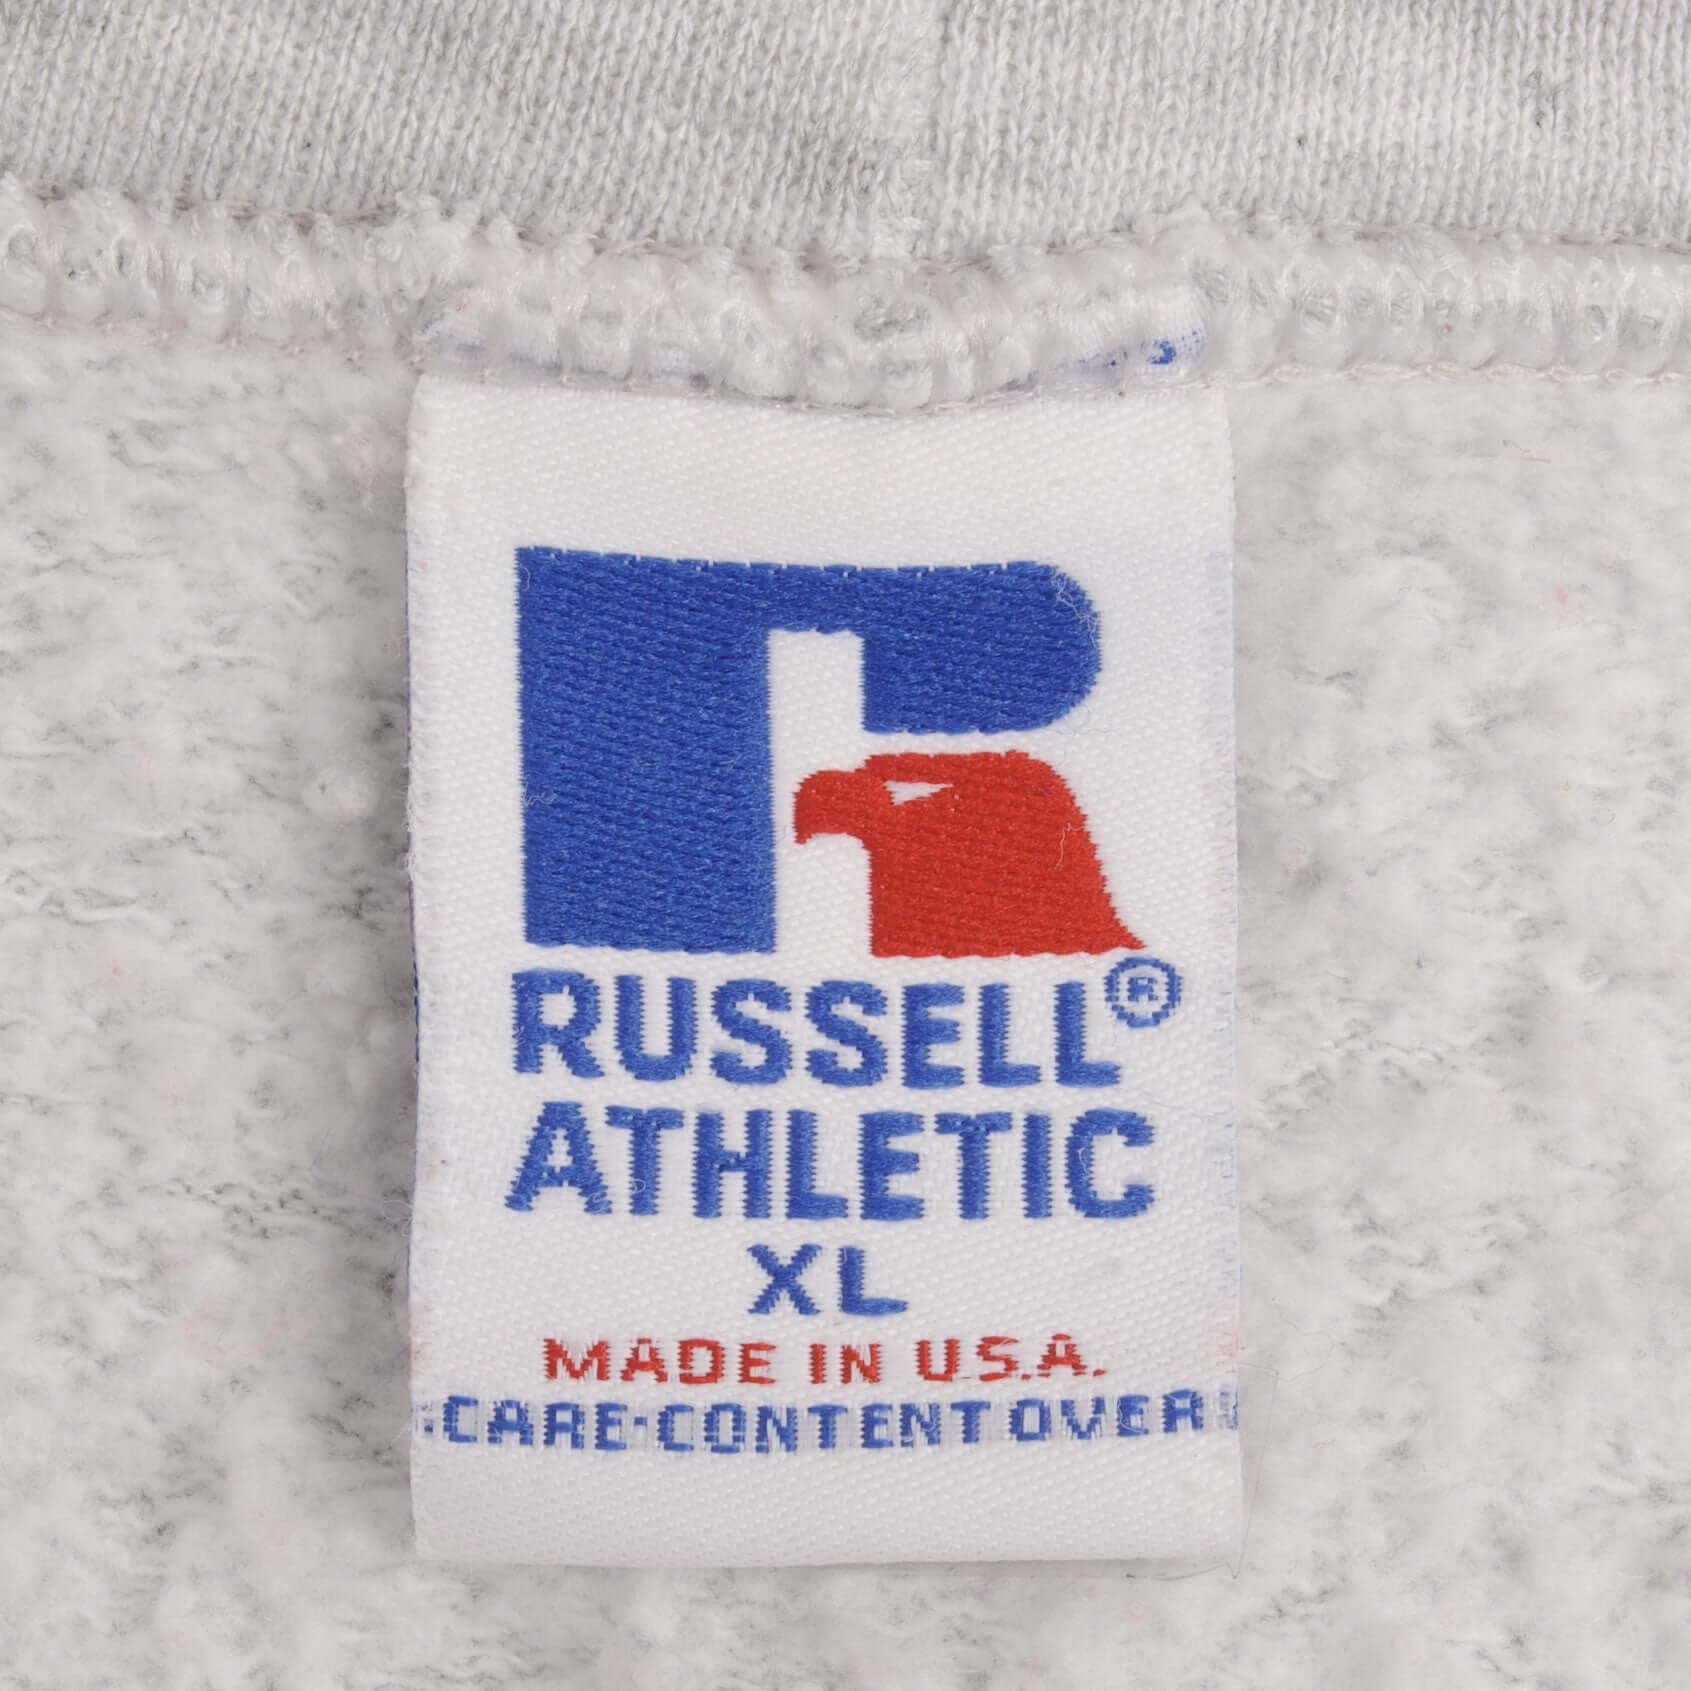 RUSSELL®
ATHLETIC
XL
MADE IN U.S.A.
·CARE·CONTENT OVER